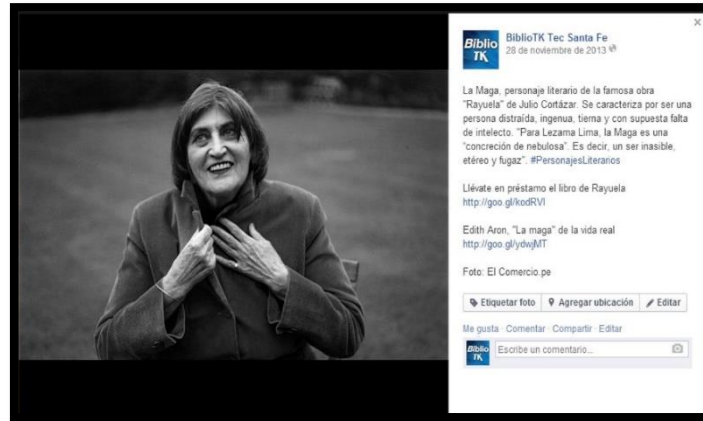 Biblio
TK
BiblioTK Tec Santa Fe
28 de noviembre de 2013
La Maga, personaje literario de la famosa obra
"Rayuela" de Julio Cortázar. Se caracteriza por ser una
persona distraída, ingenua, tierna y con supuesta falta
de intelecto. "Para Lezama Lima, la Maga es una
"concreción de nebulosa". Es decir, un ser inasible,
etéreo y fugaz". #PersonajesLiterarios
Llévate en préstamo el libro de Rayuela
http://goo.gl/kodRVI
Edith Aron, "La maga" de la vida real
http://goo.gl/ydwjMT
Foto: El Comercio.pe
Etiquetar foto Agregar ubicación Editar
Me gusta · Comentar · Compartir · Editar
Biblio
TK
Escribe un comentario...